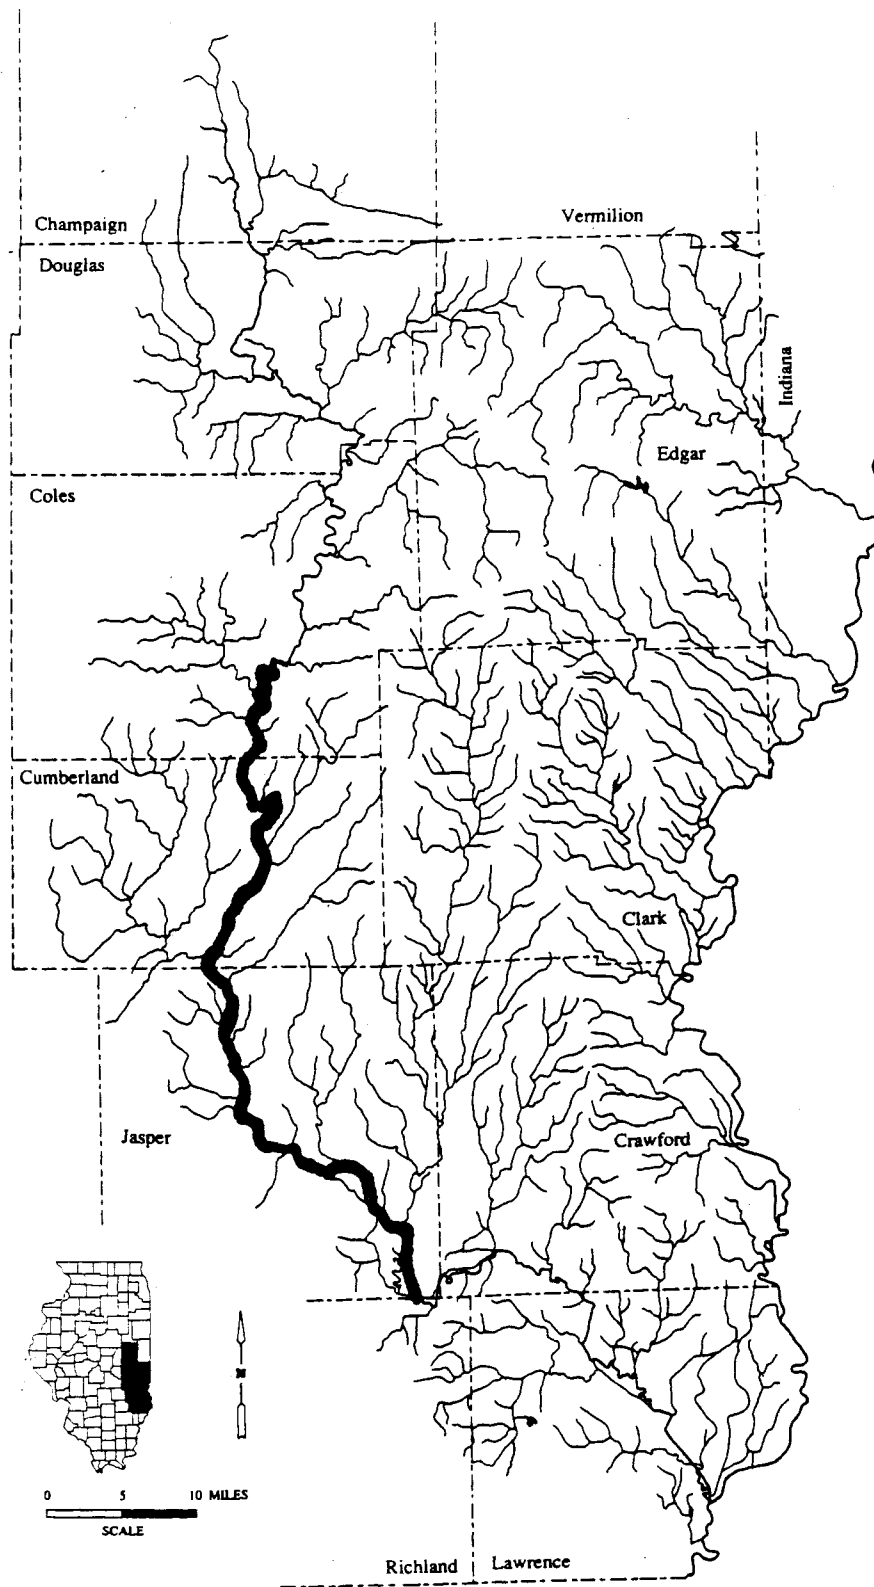 Champaign
Vermilion
Douglas
Indiana
Edgar
Coles
Cumberland
Clark
Jasper
Crawford
0 5 10 MILES
SCALE
Richland
Lawrence